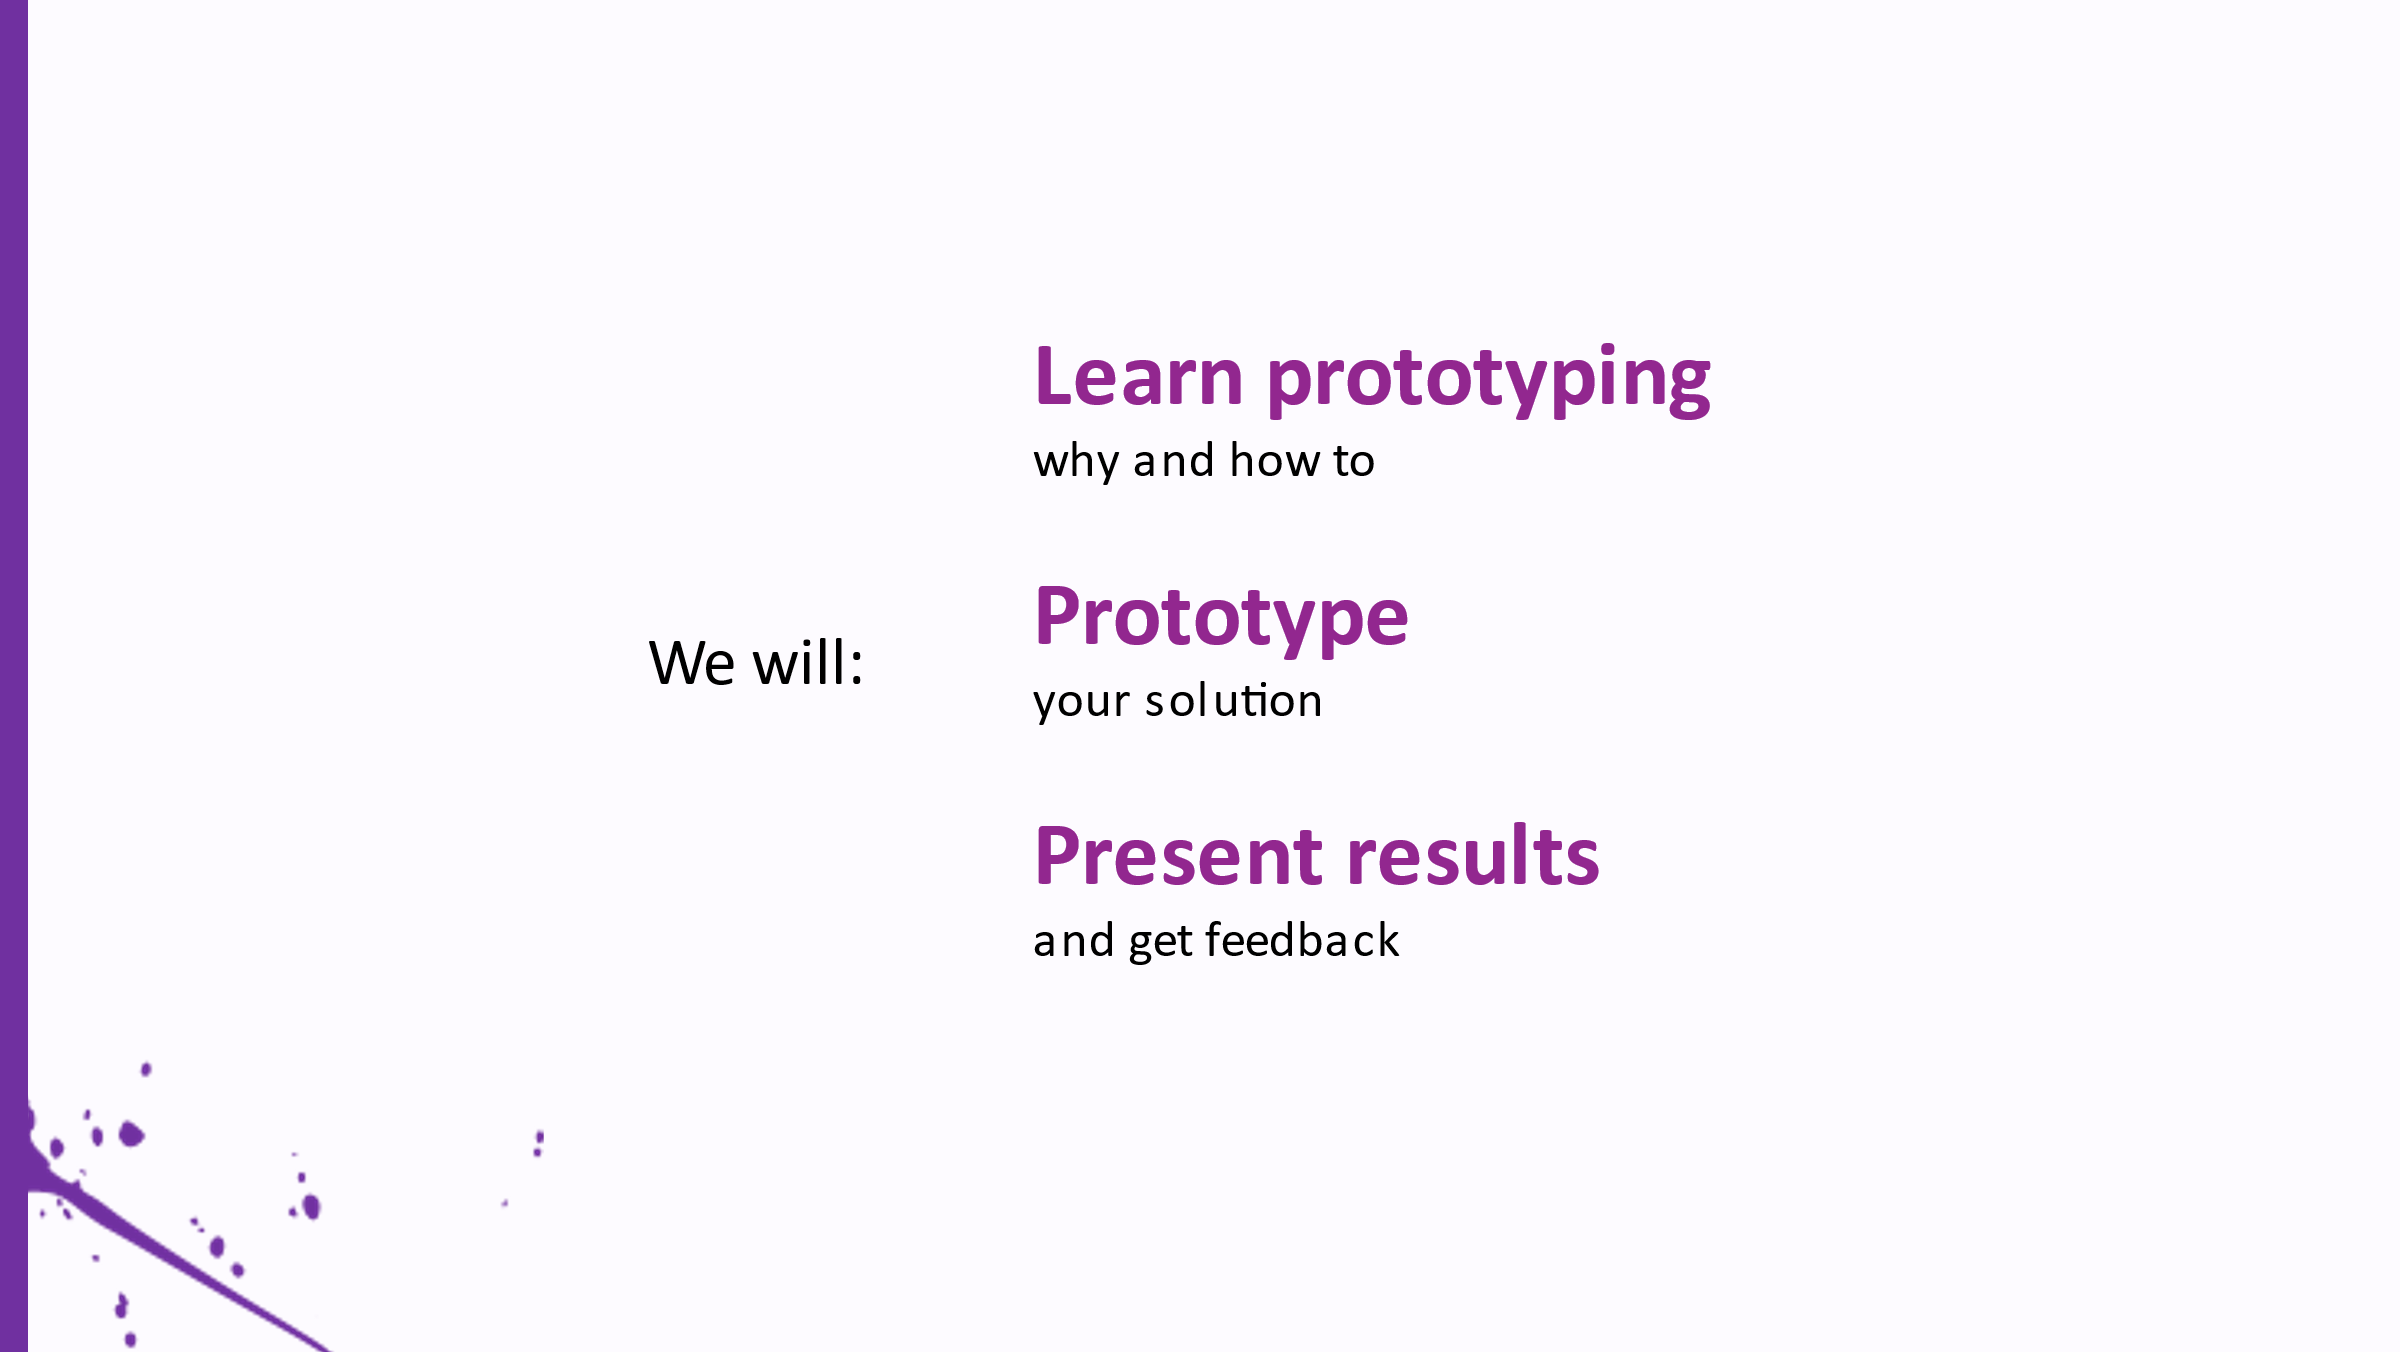 We will:
Learn prototyping
why and how to
Prototype
your solution
Present results
and get feedback